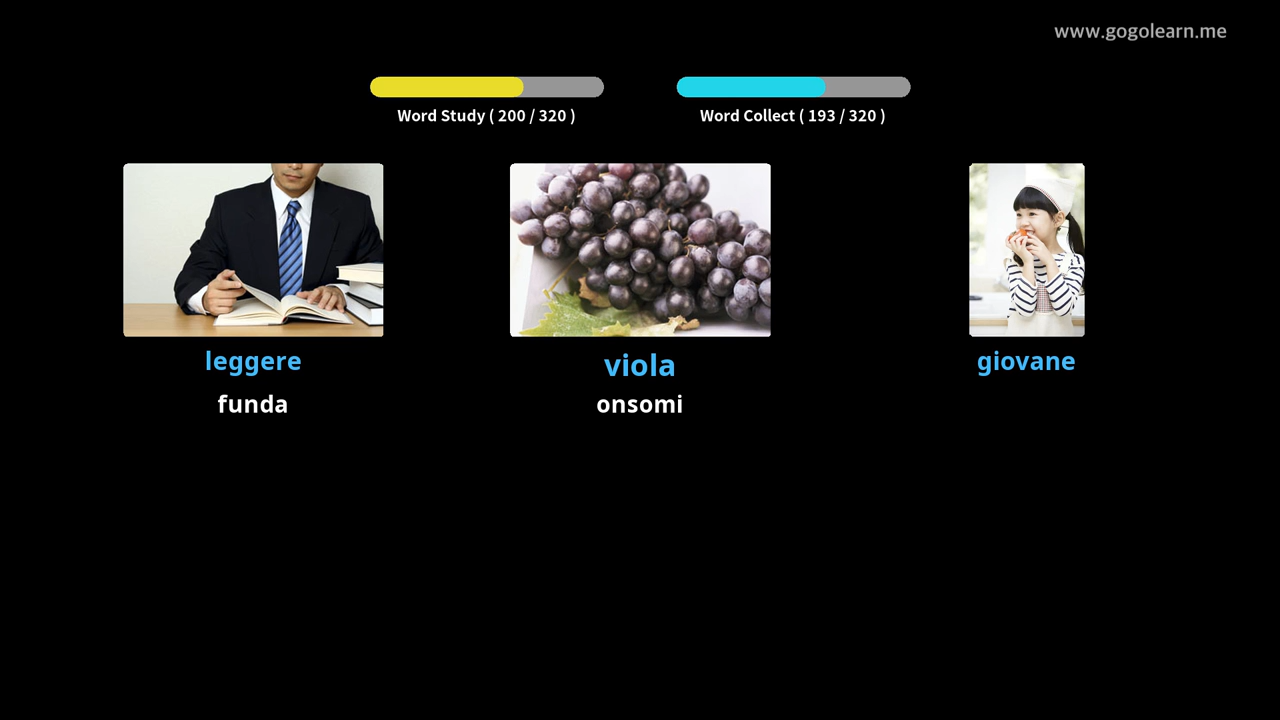 www.gogolearn.me
Word Study ( 200 / 320 )
Word Collect ( 193 / 320 )
leggere
viola
giovane
funda
onsomi